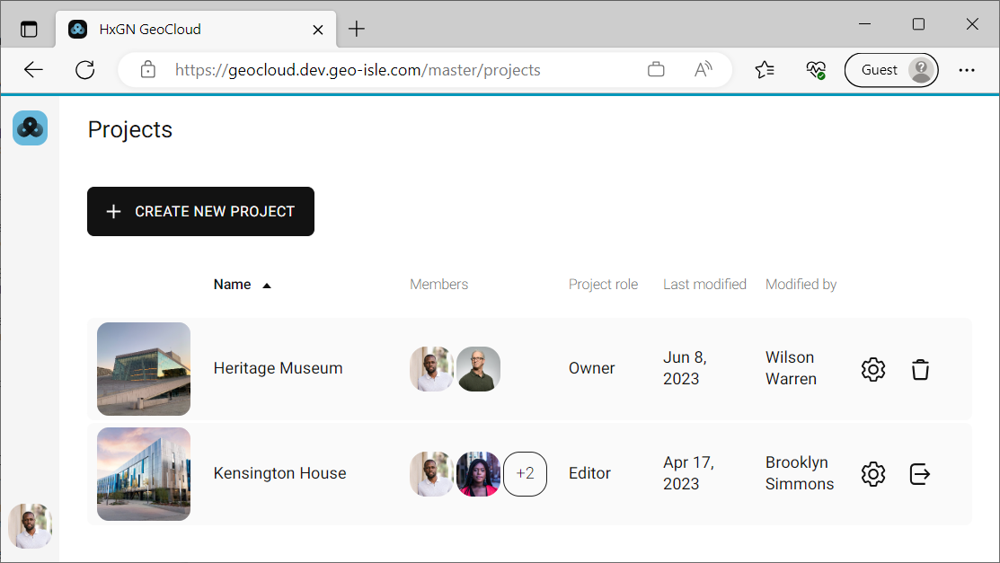 HxGN GeoCloud
https://geocloud.dev.geo-isle.com/master/projects
Guest
Projects
CREATE NEW PROJECT
Name Members Project role Last modified Modified by
Heritage Museum Owner Jun 8, 2023 Wilson Warren
Kensington House +2 Editor Apr 17, 2023 Brooklyn Simmons